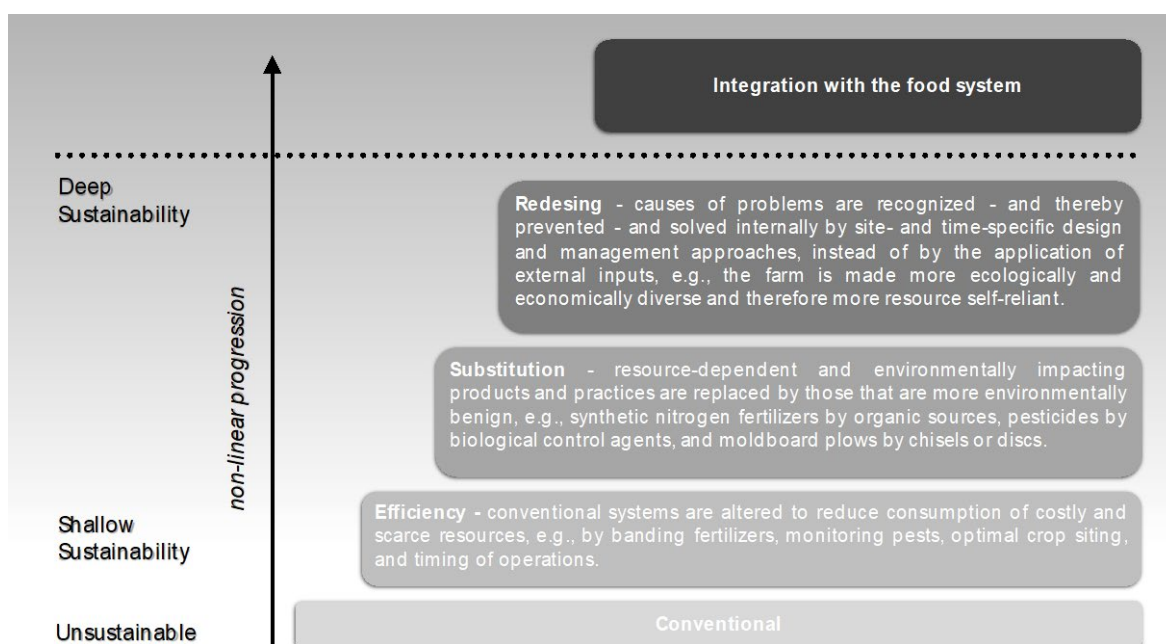 Integration with the food system
Deep
Sustainability
Redesing - causes of problems are recognized - and thereby
prevented - and solved internally by site- and time-specific design
and management approaches, instead of by the application of
external inputs, e.g., the farm is made more ecologically and
economically diverse and therefore more resource self-reliant.
non-linear progression
Substitution - resource-dependent and environmentally impacting
products and practices are replaced by those that are more environmentally
benign, e.g., synthetic nitrogen fertilizers by organic sources, pesticides by
biological control agents, and moldboard plows by chisels or discs.
Shallow
Sustainability
Efficiency - conventional systems are altered to reduce consumption of costly and
scarce resources, e.g., by banding fertilizers, monitoring pests, optimal crop siting,
and timing of operations.
Unsustainable
Conventional